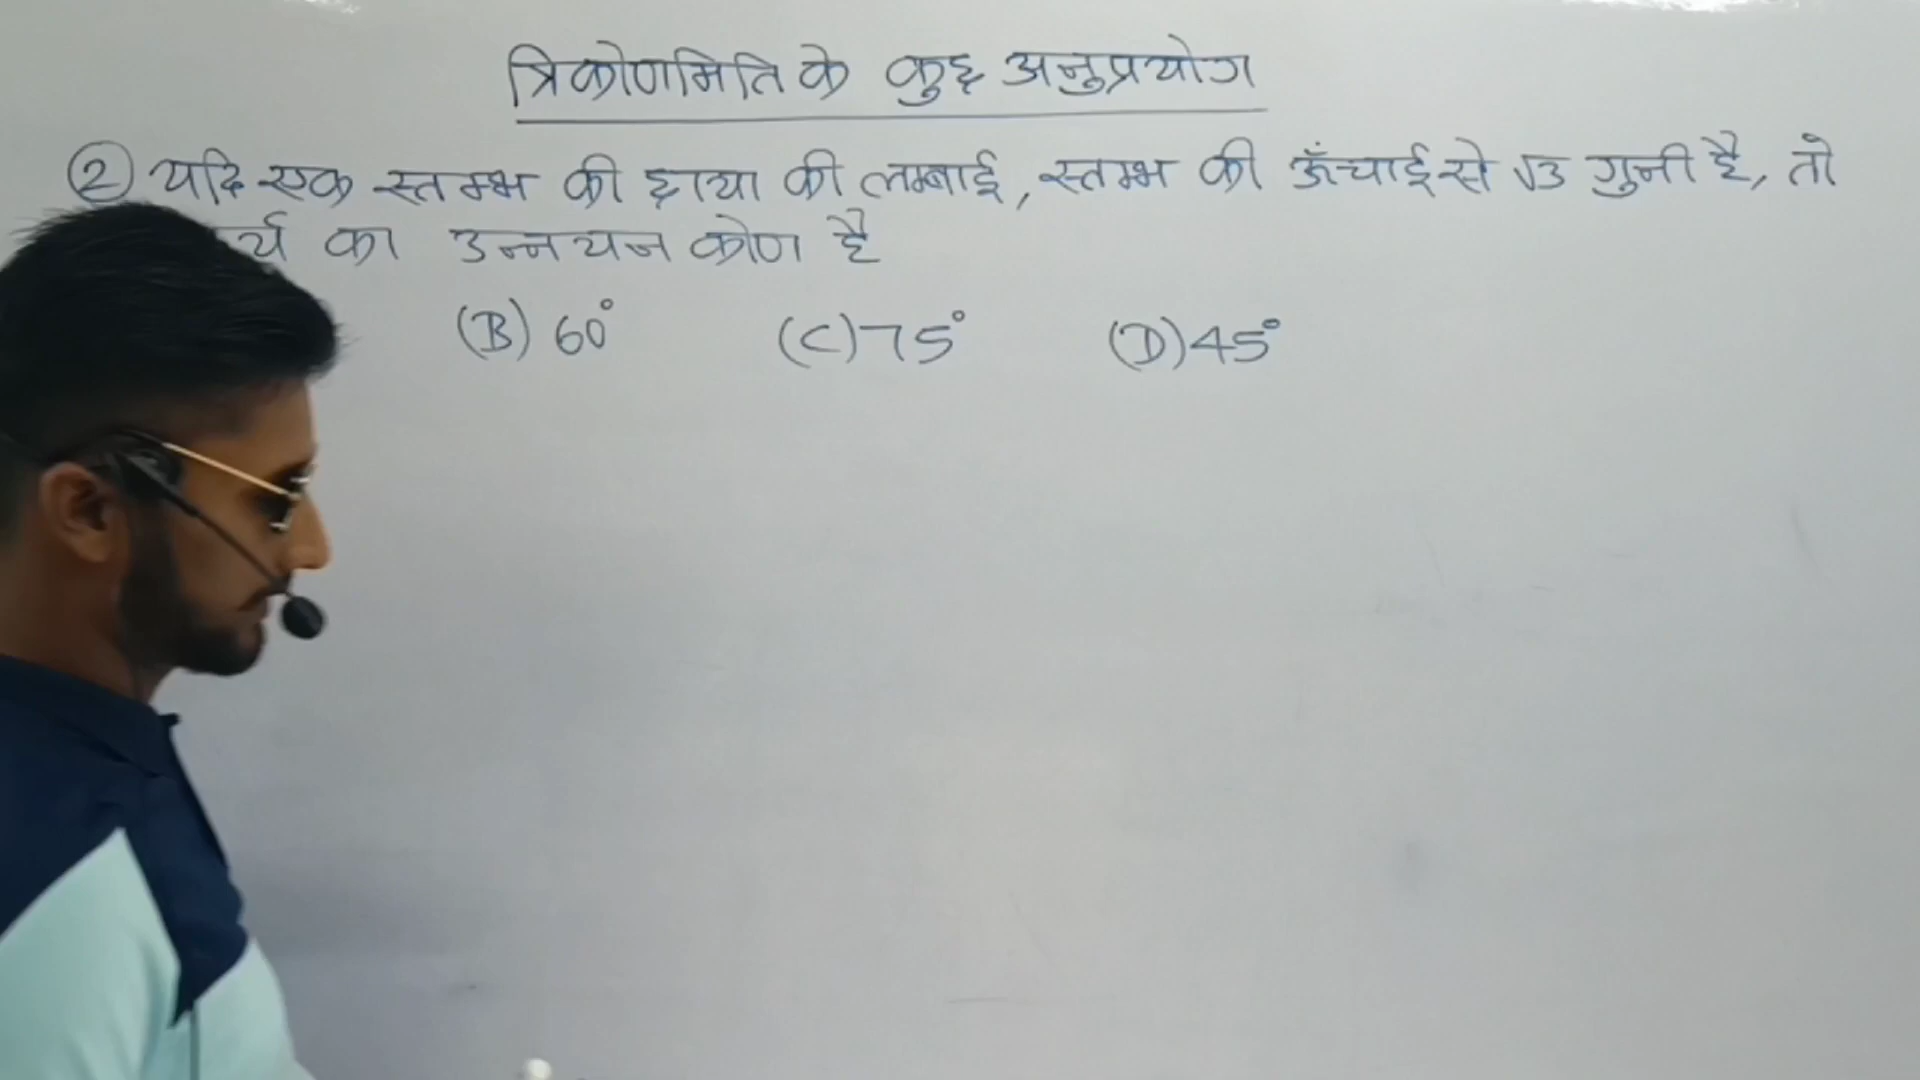 त्रिकोणमिति के कुछ अनुप्रयोग
② यदि एक स्तम्भ की छाया की लम्बाई, स्तम्भ की ऊँचाई से √3 गुनी है, तो
का उन्नयन कोण है
(B) 60° (C) 75° (D) 45°